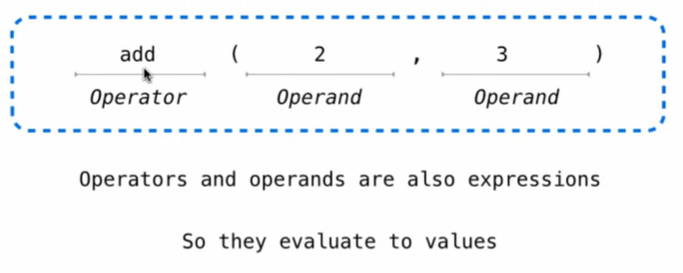 add ( 2 , 3 )
Operator Operand Operand
Operators and operands are also expressions
So they evaluate to values